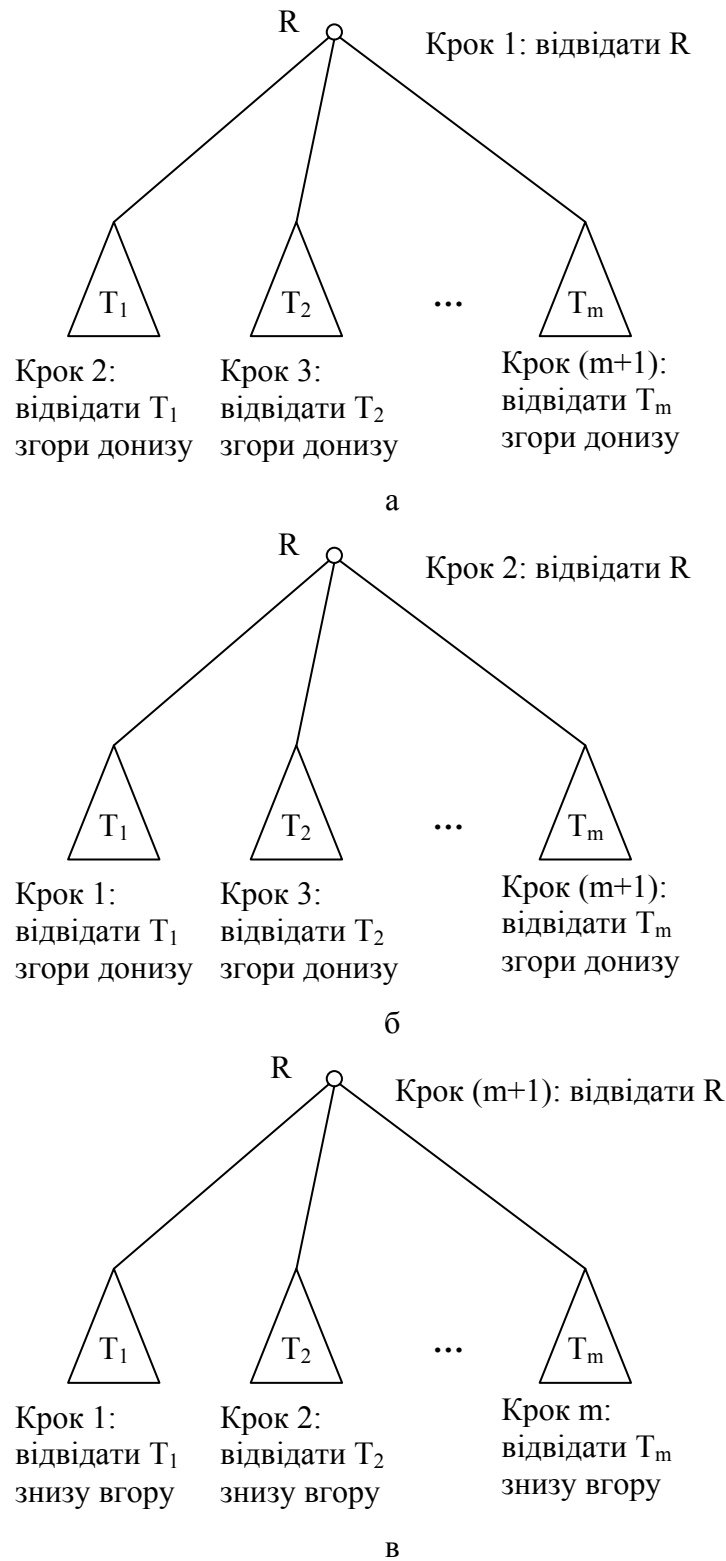 R
Крок 1: відвідати R
T₁ T₂ ... Tₘ
Крок 2: Крок 3: Крок (m+1):
відвідати T₁ відвідати T₂ відвідати Tₘ
згори донизу згори донизу згори донизу
а
R
Крок 2: відвідати R
T₁ T₂ ... Tₘ
Крок 1: Крок 3: Крок (m+1):
відвідати T₁ відвідати T₂ відвідати Tₘ
згори донизу згори донизу згори донизу
б
R
Крок (m+1): відвідати R
T₁ T₂ ... Tₘ
Крок 1: Крок 2: Крок m:
відвідати T₁ відвідати T₂ відвідати Tₘ
знизу вгору знизу вгору знизу вгору
в